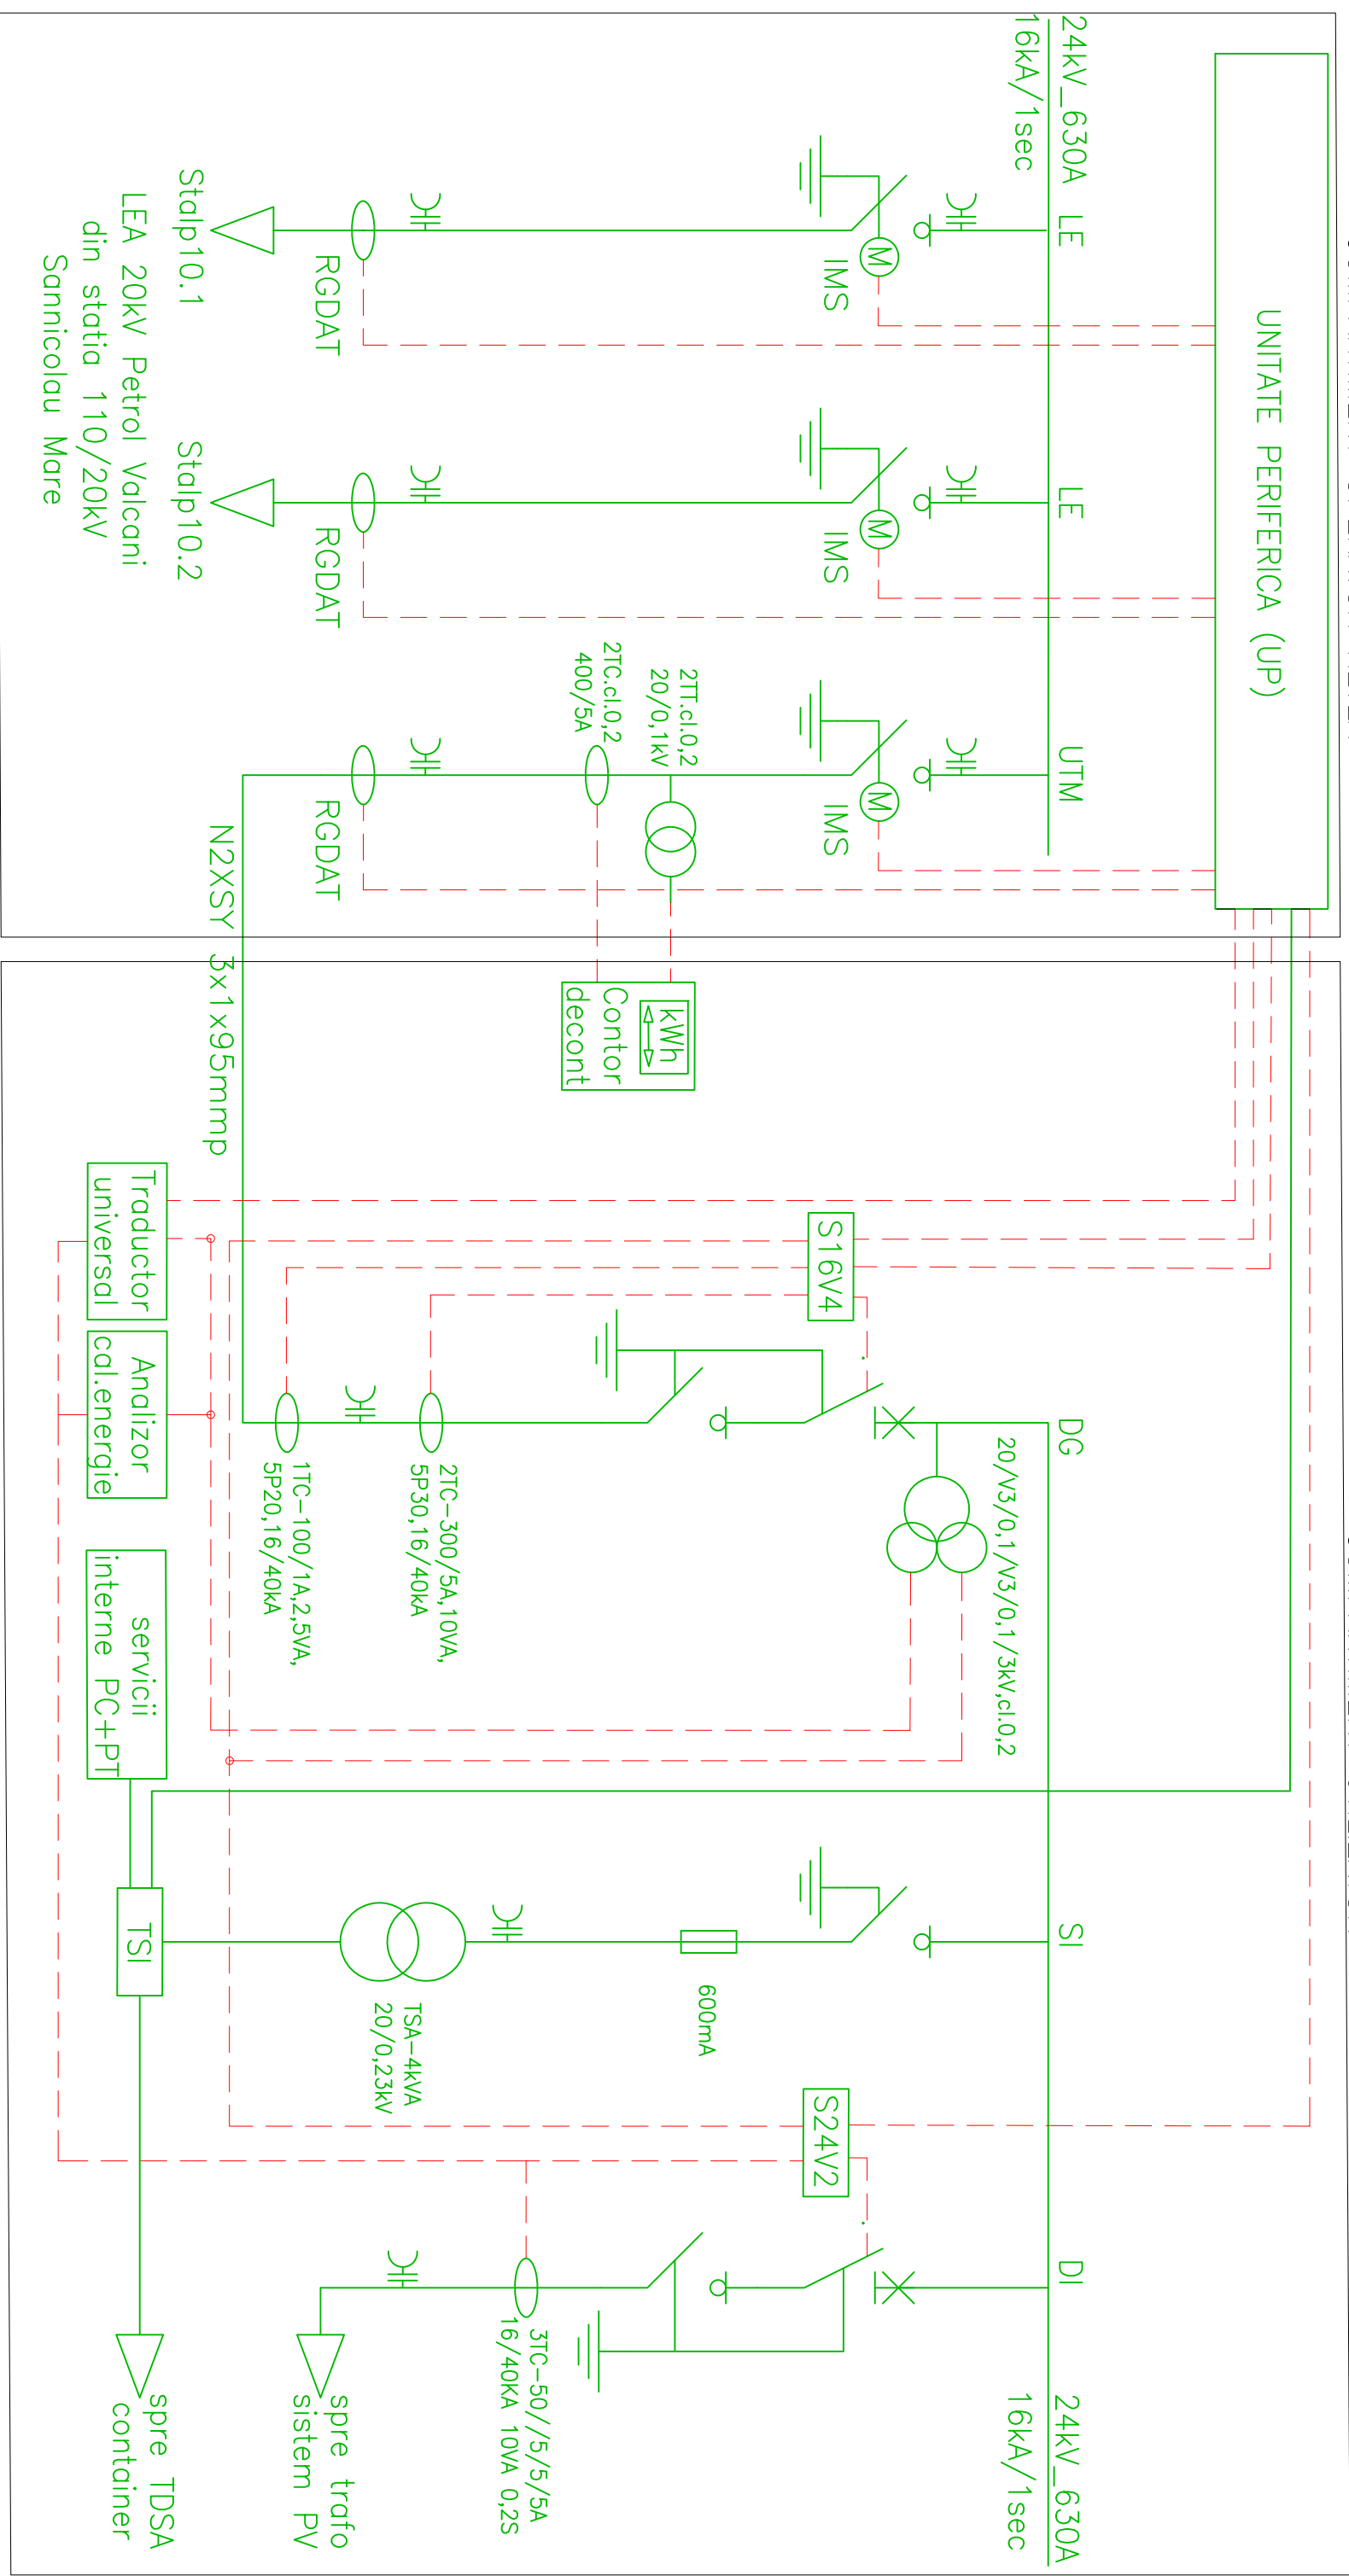 UNITATE PERIFERICA (UP)
24kV_630A
16kA/1sec
LE
LE
UTM
M
IMS
M
IMS
M
IMS
2TT.cl.0,2
20/0,1kV
2TC.cl.0,2
400/5A
RGDAT
RGDAT
RGDAT
Stalp10.1
Stalp10.2
LEA 20kV Petrol Valcani
din statia 110/20kV
Sannicolau Mare
N2XSY 3x1x95mmp
kWh
Contor
decont
DG
SI
DI
24kV_630A
16kA/1sec
20/V3/0,1/V3/0,1/3kV,cl.0,2
S16V4
S24V2
600mA
2TC-300/5A,10VA,
5P30,16/40kA
1TC-100/1A,2,5VA,
5P20,16/40kA
TSA-4kVA
20/0,23kV
3TC-50//5/5/5A
16/40KA 10VA 0,2S
spre trafo
sistem PV
Traductor
universal
Analizor
cal.energie
servicii
interne PC+PT
TSI
spre TDSA
container